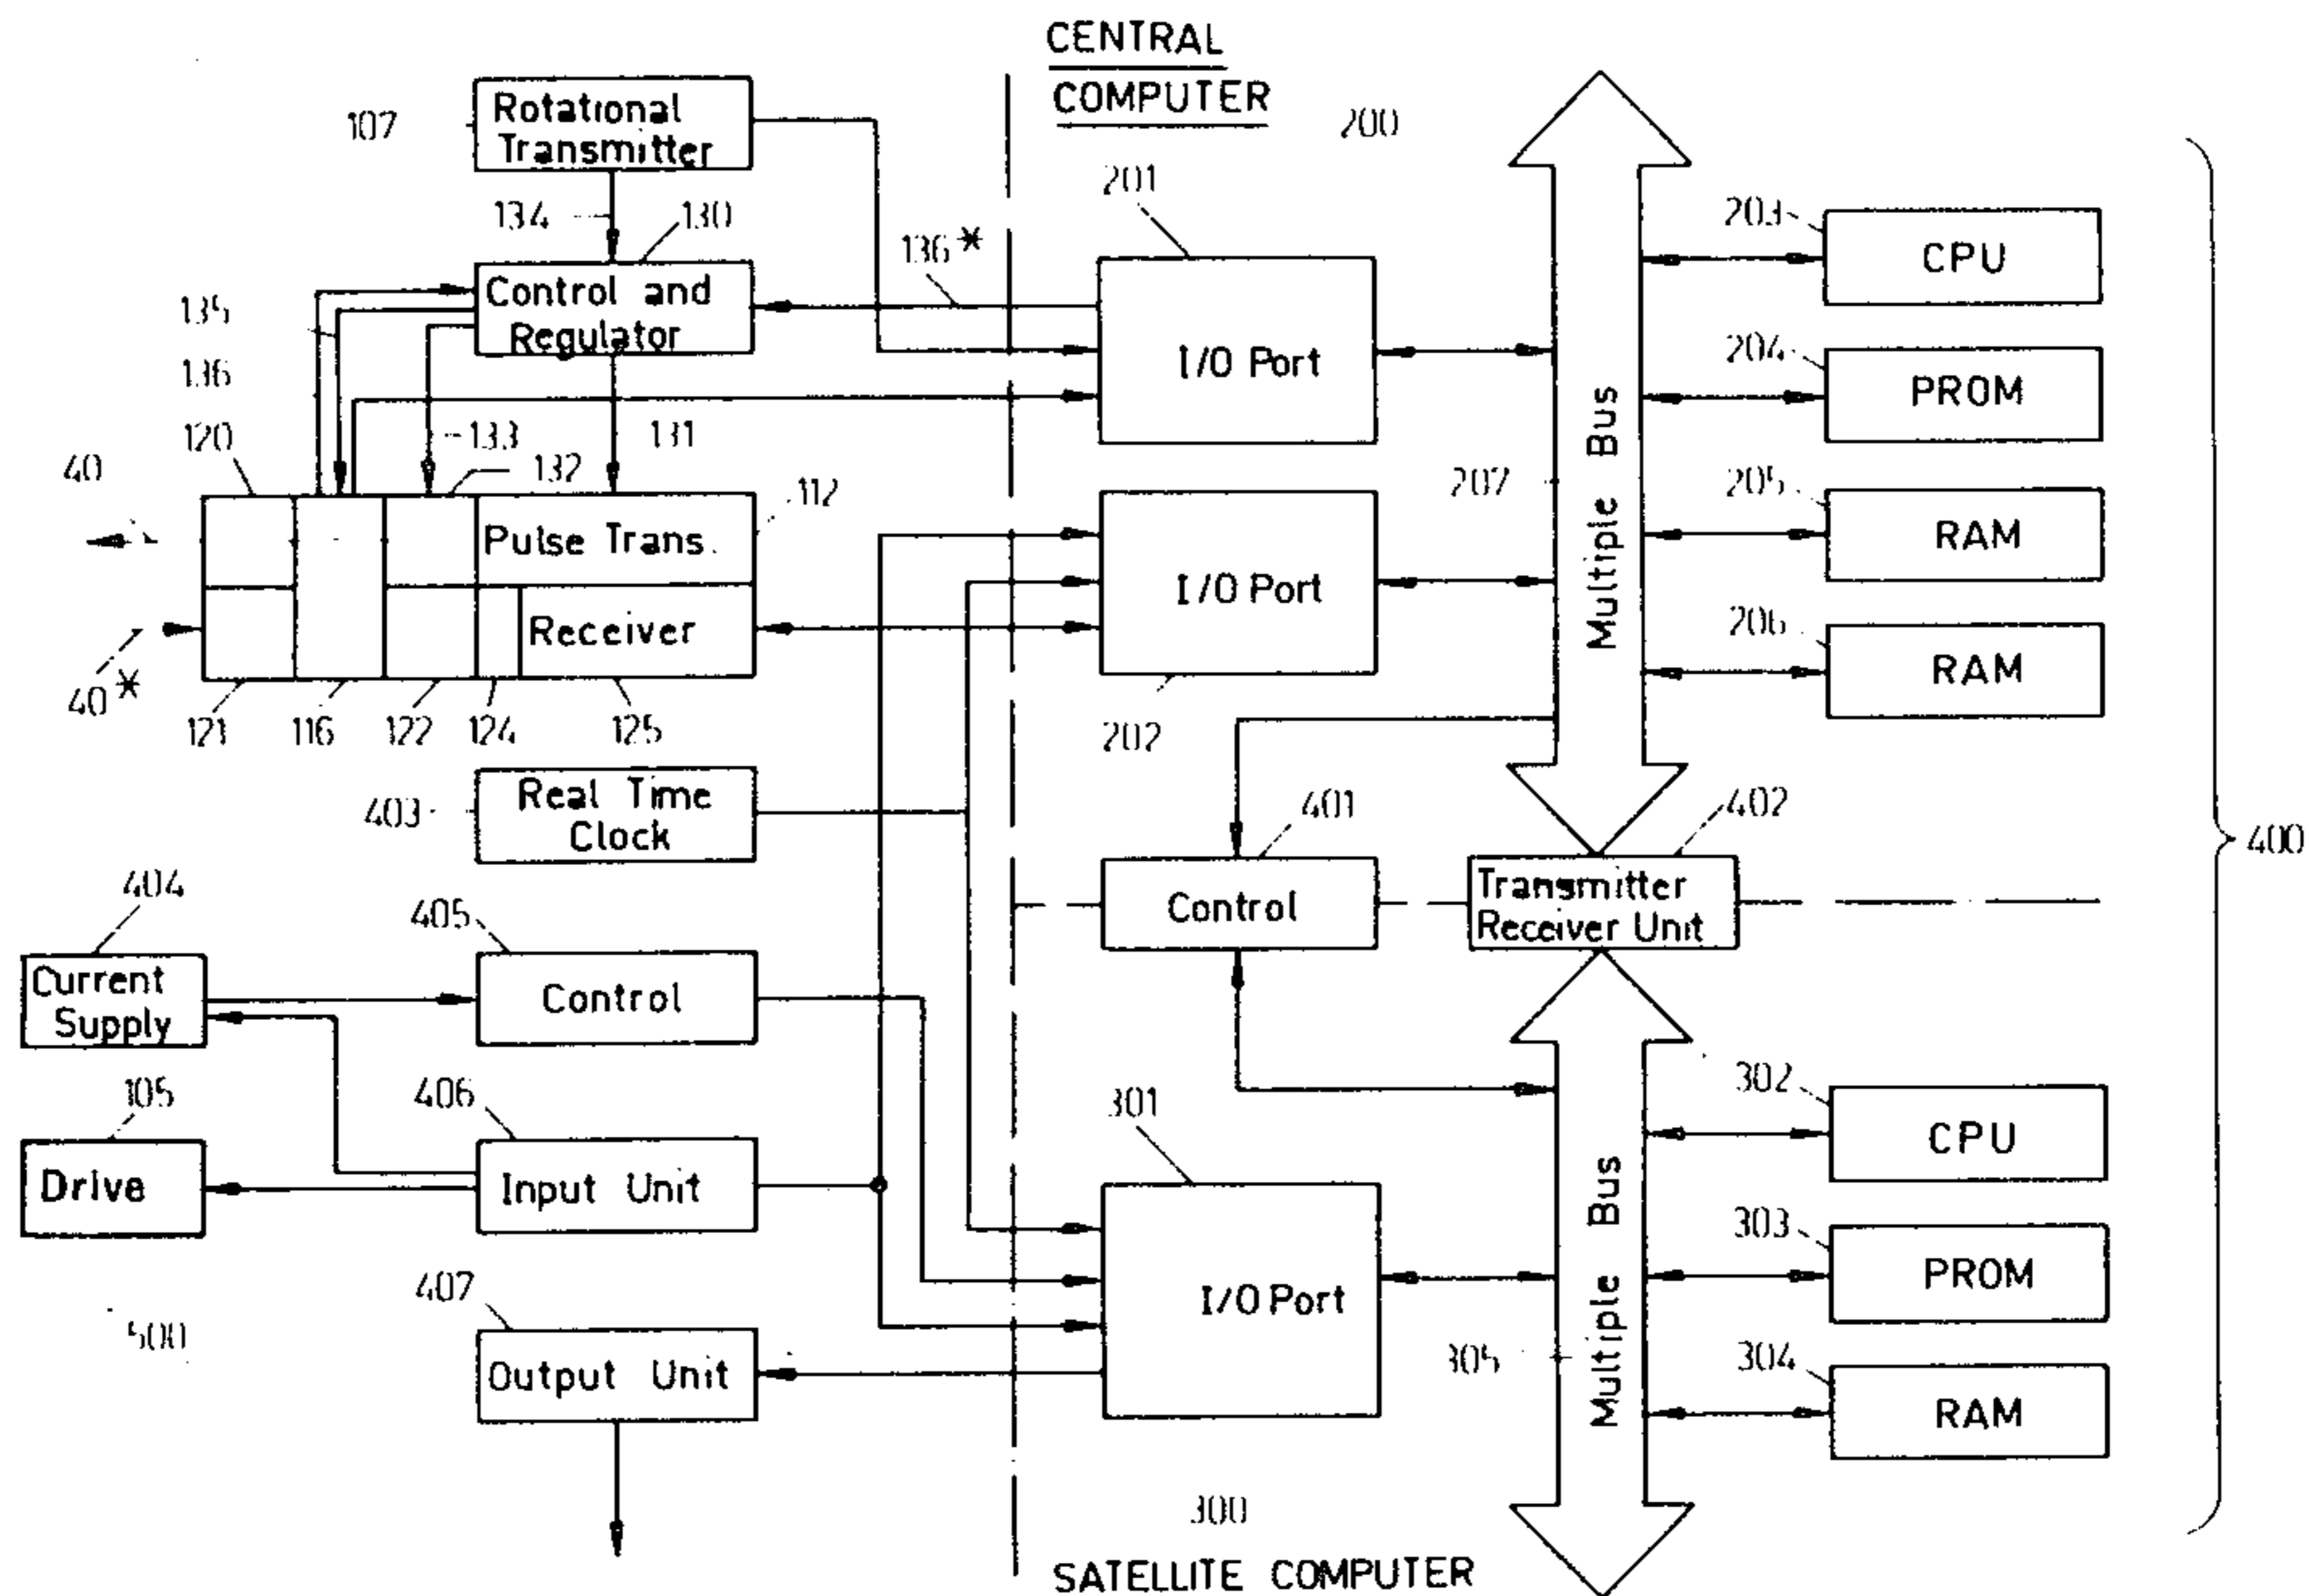 CENTRAL
COMPUTER
200
107
Rotational
Transmitter
134
130
136*
201
Control and
Regulator
135
136
120
133
131
132
112
40
40*
Pulse Trans.
Receiver
121
116
122
124
125
I/O Port
I/O Port
202
207
Multiple Bus
203
CPU
204
PROM
205
RAM
206
RAM
403
Real Time
Clock
401
Control
402
Transmitter
Receiver Unit
400
404
Current
Supply
405
Control
105
Drive
406
Input Unit
407
Output Unit
500
301
I/O Port
305
Multiple Bus
302
CPU
303
PROM
304
RAM
300
SATELLITE COMPUTER